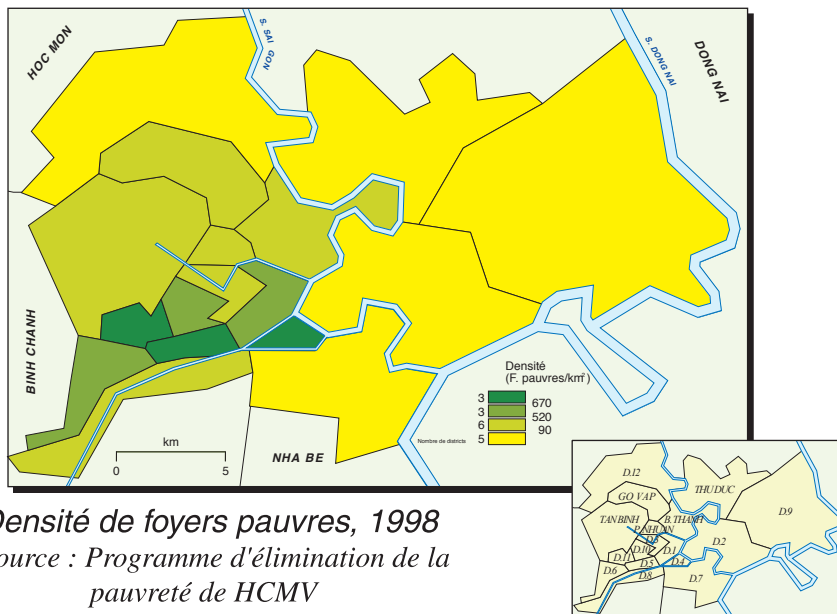 HOC MON
S. SAI GON
S. DONG NAI
DONG NAI
BINH CHANH
NHA BE
km
0 5
Densité
(F. pauvres/km²)
3
670
3
520
6
90
5
Nombre de districts
D.12
GO VAP
THU DUC
D.9
TAN BINH
B. THANH
P. NHUAN
D.3
D.10
D.1
D.2
D.11
D.5
D.4
D.6
D.8
D.7
Densité de foyers pauvres, 1998
ource : Programme d'élimination de la
pauvreté de HCMV